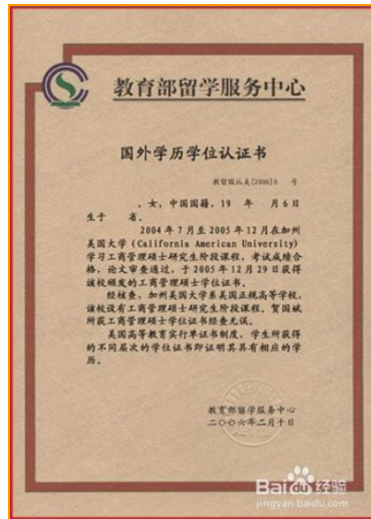 教育部留学服务中心
国外学历学位认证书
教留服认美[2006]0 号
,女,中国国籍,19 年 月6日
生于 省。
2004年7月至2005年12月在加州
美国大学(California American University)
学习工商管理硕士研究生阶段课程,考试成绩合
格,论文审查通过,于2005年12月29日获得
该校颁发的工商管理硕士学位证书。
经核查,加州美国大学系美国正规高等学校,
该校设有工商管理硕士研究生阶段课程。贺国斌
所获工商管理硕士学位证书经查无误。
美国高等教育实行单证书制度,学生所获得
的不同层次的学位证书即证明其具有相应的学
历。
教育部留学服务中心
二〇〇六年二月十日
Baidu经验
jingyan.baidu.com